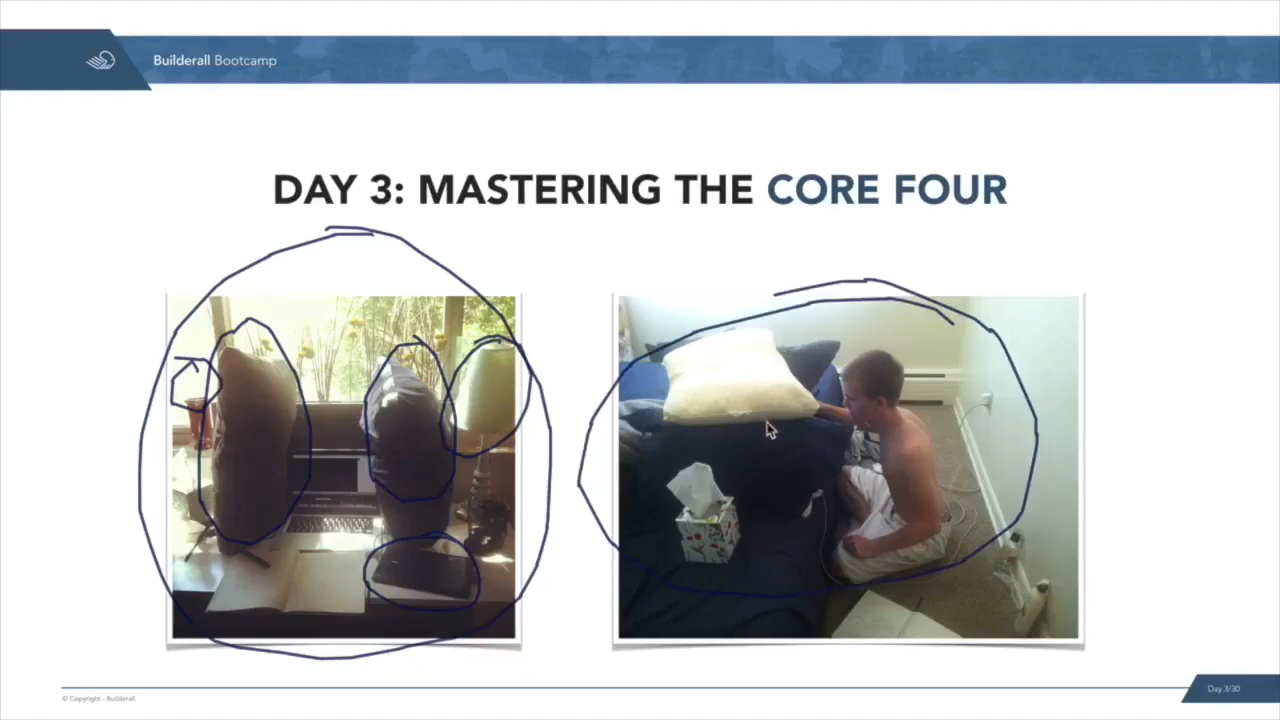 Builderall Bootcamp
DAY 3: MASTERING THE CORE FOUR
© Copyright - Builderall
Day 3/30